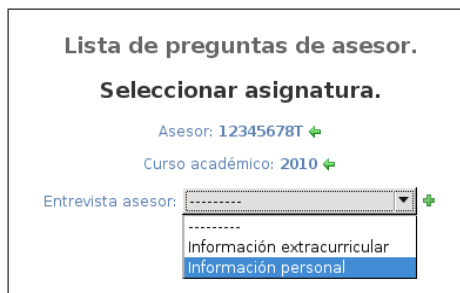 Lista de preguntas de asesor.
Seleccionar asignatura.
Asesor: 12345678T
Curso académico: 2010
Entrevista asesor: ---------
---------
Información extracurricular
Información personal